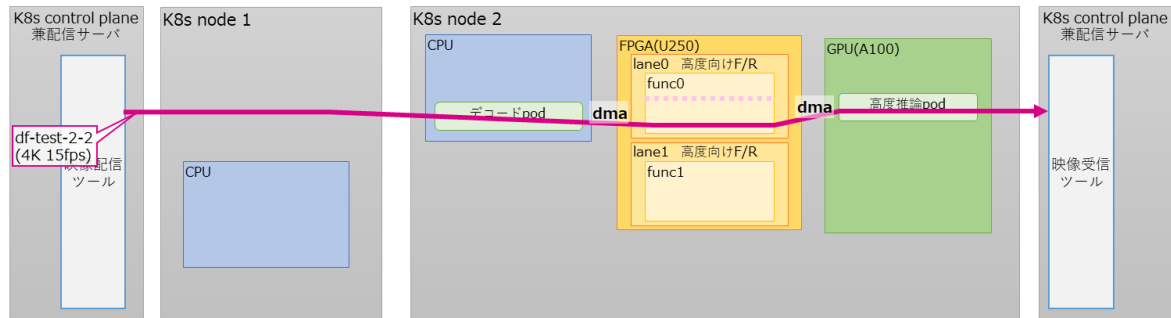 K8s control plane
兼配信サーバ
df-test-2-2
(4K 15fps)
映像配信
ツール
K8s node 1
CPU
K8s node 2
CPU
デコードpod
dma
FPGA(U250)
lane0 高度向けF/R
func0
lane1 高度向けF/R
func1
dma
GPU(A100)
高度推論pod
K8s control plane
兼配信サーバ
映像受信
ツール